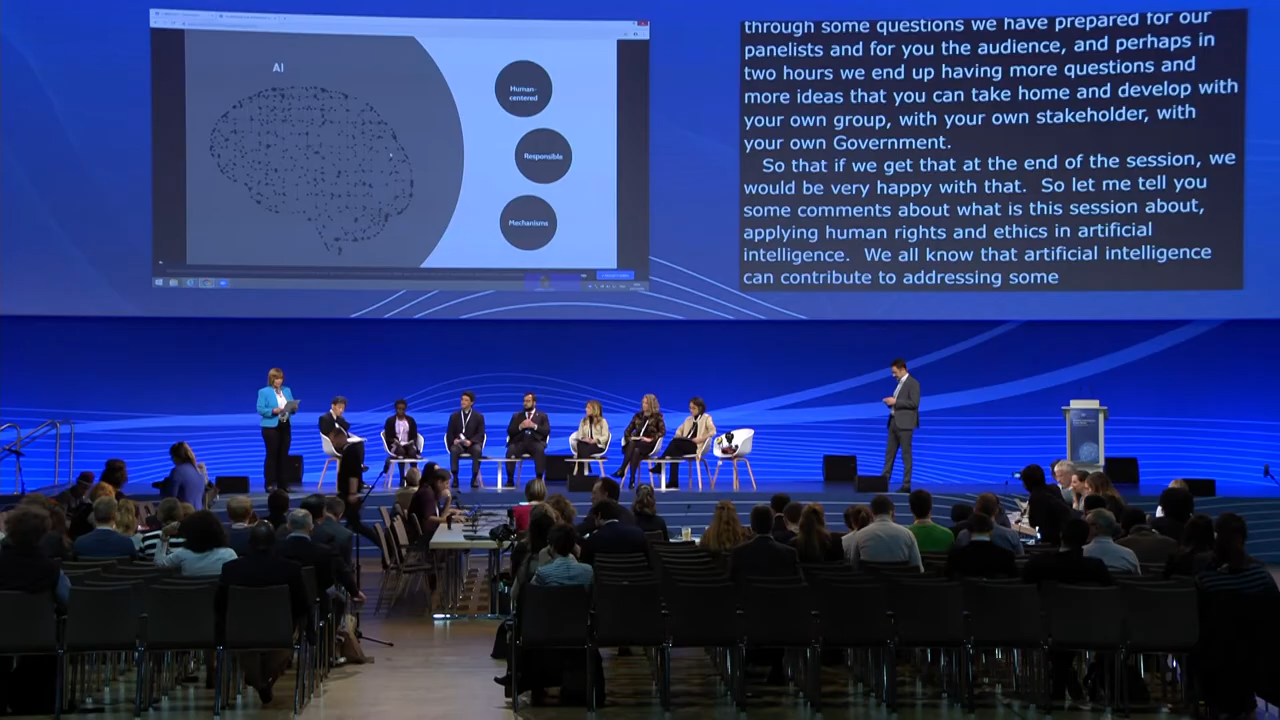 AI
Human-
centered
Responsible
Mechanisms
through some questions we have prepared for our
panelists and for you the audience, and perhaps in
two hours we end up having more questions and
more ideas that you can take home and develop with
your own group, with your own stakeholder, with
your own Government.
So that if we get that at the end of the session, we
would be very happy with that. So let me tell you
some comments about what is this session about,
applying human rights and ethics in artificial
intelligence. We all know that artificial intelligence
can contribute to addressing some